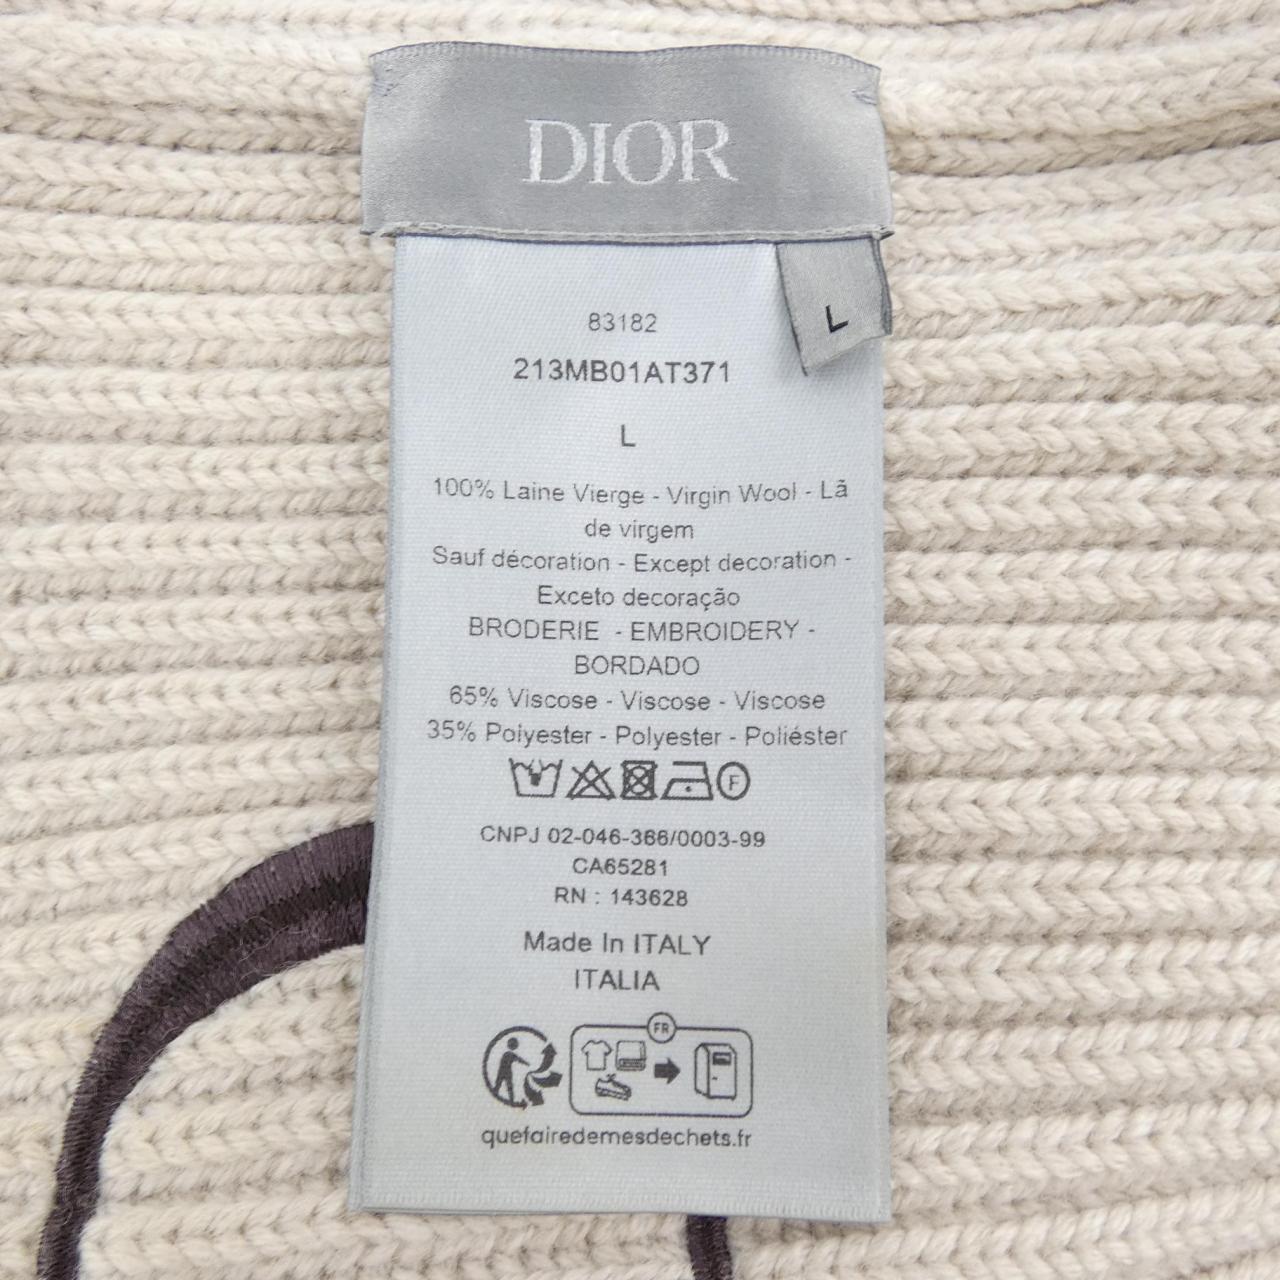 DIOR
L
83182
213MB01AT371
L
100% Laine Vierge - Virgin Wool - Lã
de virgem
Sauf décoration - Except decoration -
Exceto decoração
BRODERIE - EMBROIDERY -
BORDADO
65% Viscose - Viscose - Viscose
35% Polyester - Polyester - Poliéster
F
CNPJ 02-046-366/0003-99
CA65281
RN : 143628
Made In ITALY
ITALIA
FR
quefairedemesdechets.fr